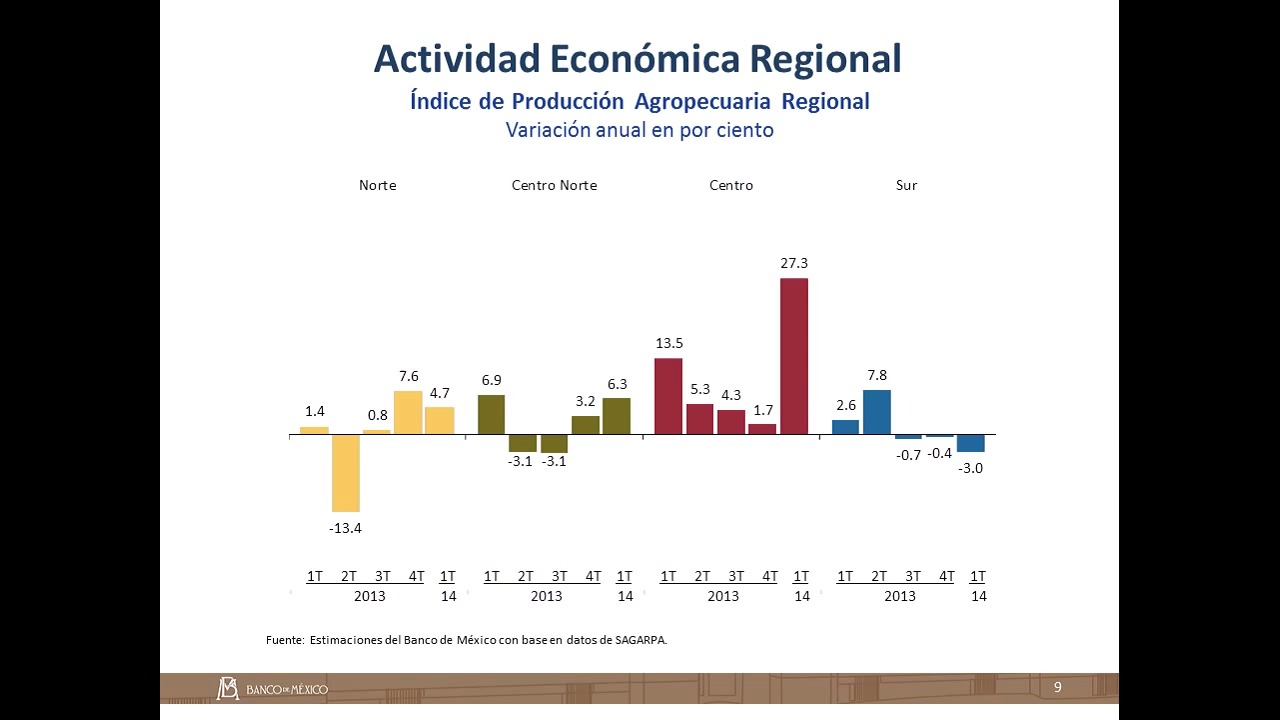 Actividad Económica Regional
Índice de Producción Agropecuaria Regional
Variación anual en por ciento
Norte Centro Norte Centro Sur
1.4 -13.4 0.8 7.6 4.7
6.9 -3.1 -3.1 3.2 6.3
13.5 5.3 4.3 1.7 27.3
2.6 7.8 -0.7 -0.4 -3.0
1T 2T 3T 4T 1T 1T 2T 3T 4T 1T 1T 2T 3T 4T 1T 1T 2T 3T 4T 1T
2013 14 2013 14 2013 14 2013 14
Fuente: Estimaciones del Banco de México con base en datos de SAGARPA.
BANCO DE MÉXICO
9